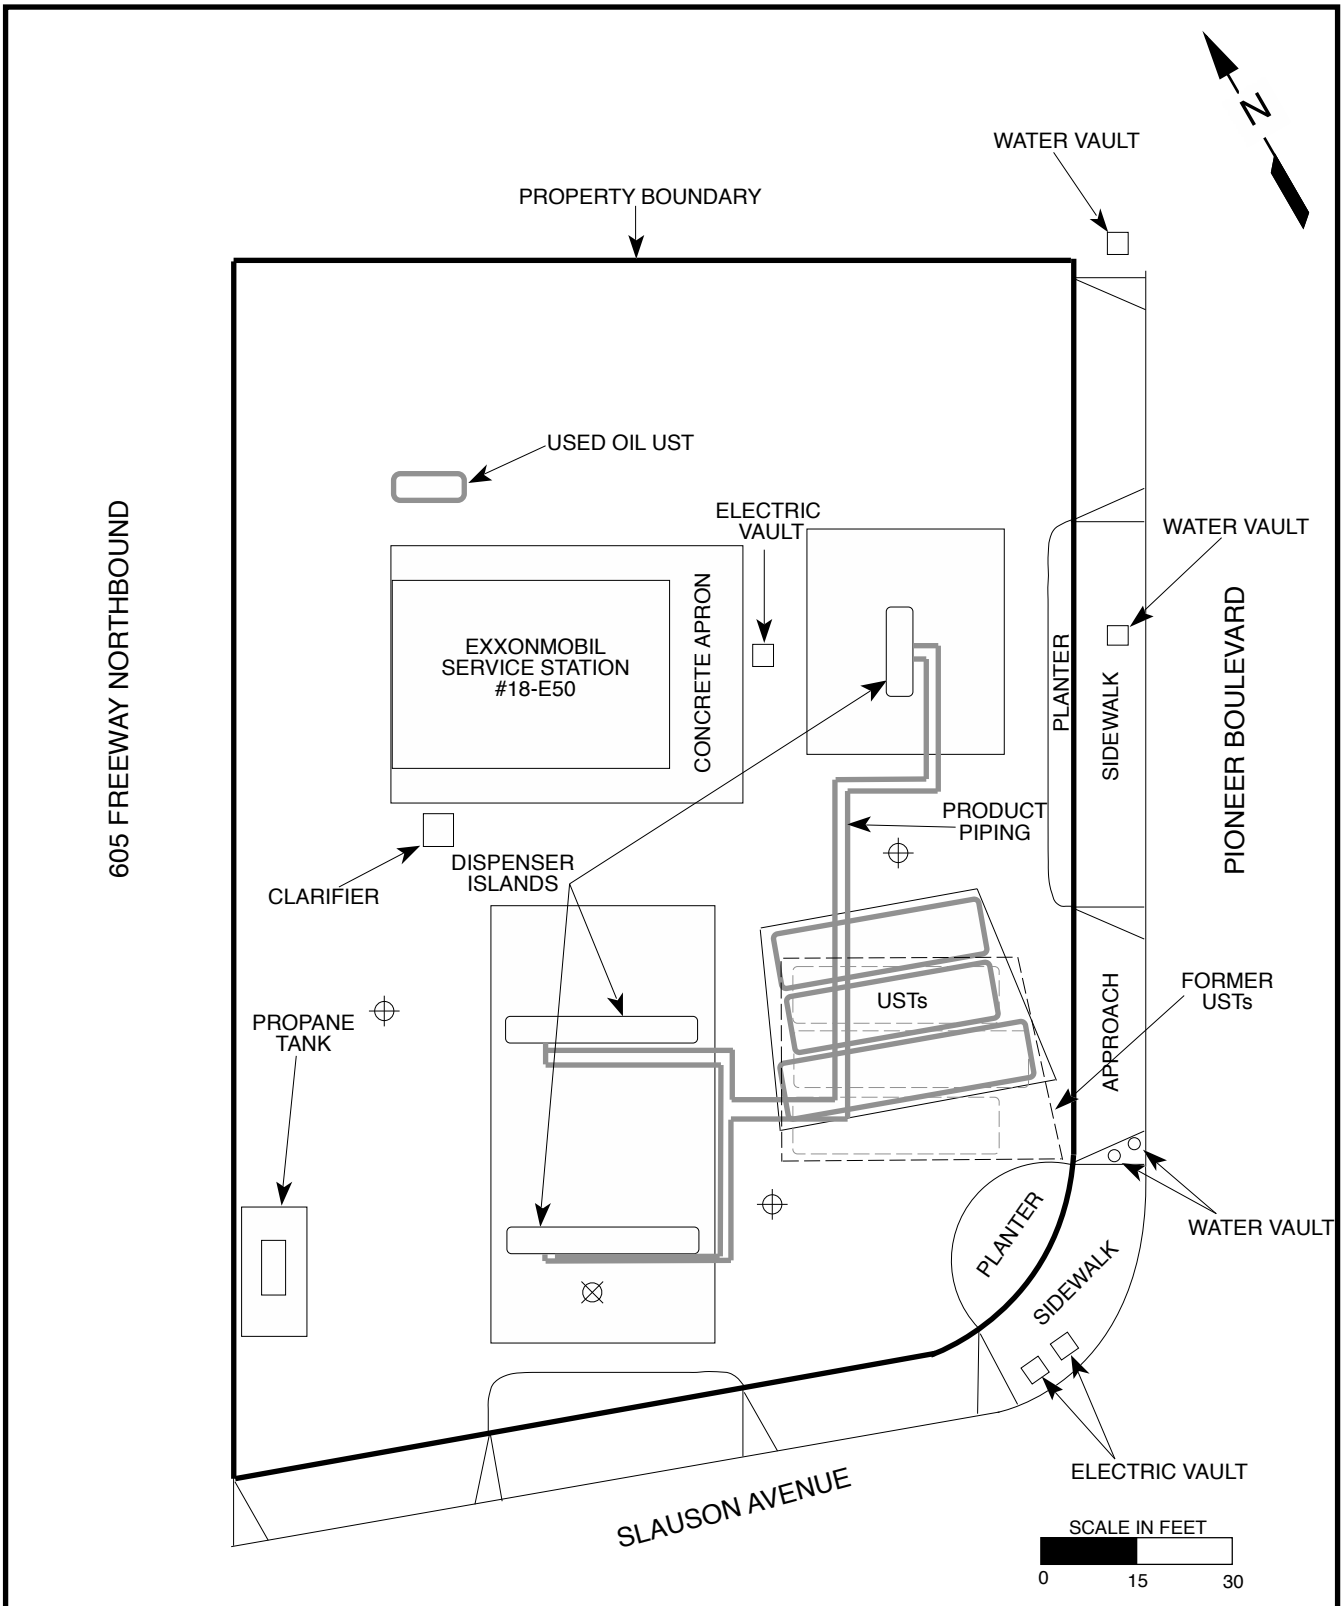 N
WATER VAULT
PROPERTY BOUNDARY
USED OIL UST
ELECTRIC
VAULT
WATER VAULT
605 FREEWAY NORTHBOUND
EXXONMOBIL
SERVICE STATION
#18-E50
CONCRETE APRON
PLANTER
SIDEWALK
PIONEER BOULEVARD
PRODUCT
PIPING
DISPENSER
ISLANDS
CLARIFIER
USTs
FORMER
USTs
APPROACH
PROPANE
TANK
PLANTER
SIDEWALK
WATER VAULT
ELECTRIC VAULT
SLAUSON AVENUE
SCALE IN FEET
0 15 30